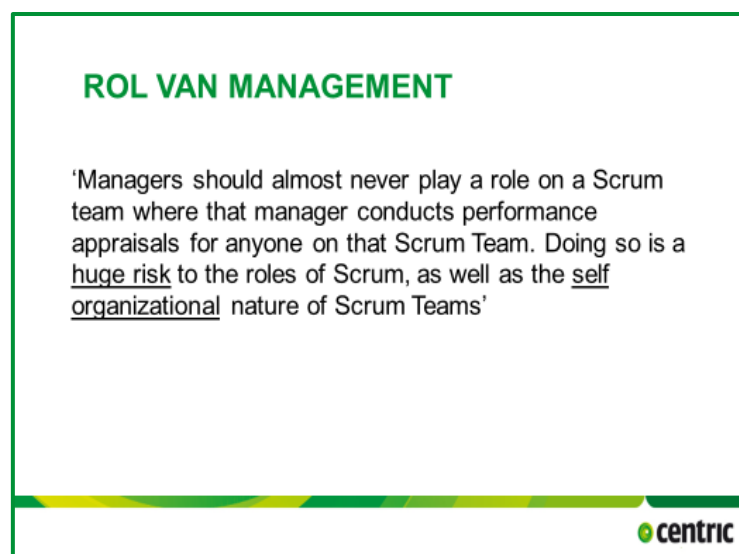 ROL VAN MANAGEMENT
‘Managers should almost never play a role on a Scrum
team where that manager conducts performance
appraisals for anyone on that Scrum Team. Doing so is a
huge risk to the roles of Scrum, as well as the self
organizational nature of Scrum Teams’
centric